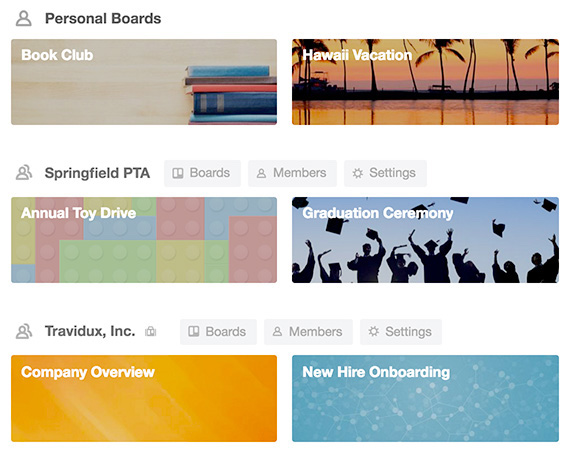 Personal Boards
Book Club
Hawaii Vacation
Springfield PTA Boards Members Settings
Annual Toy Drive
Graduation Ceremony
Travidux, Inc. Boards Members Settings
Company Overview
New Hire Onboarding